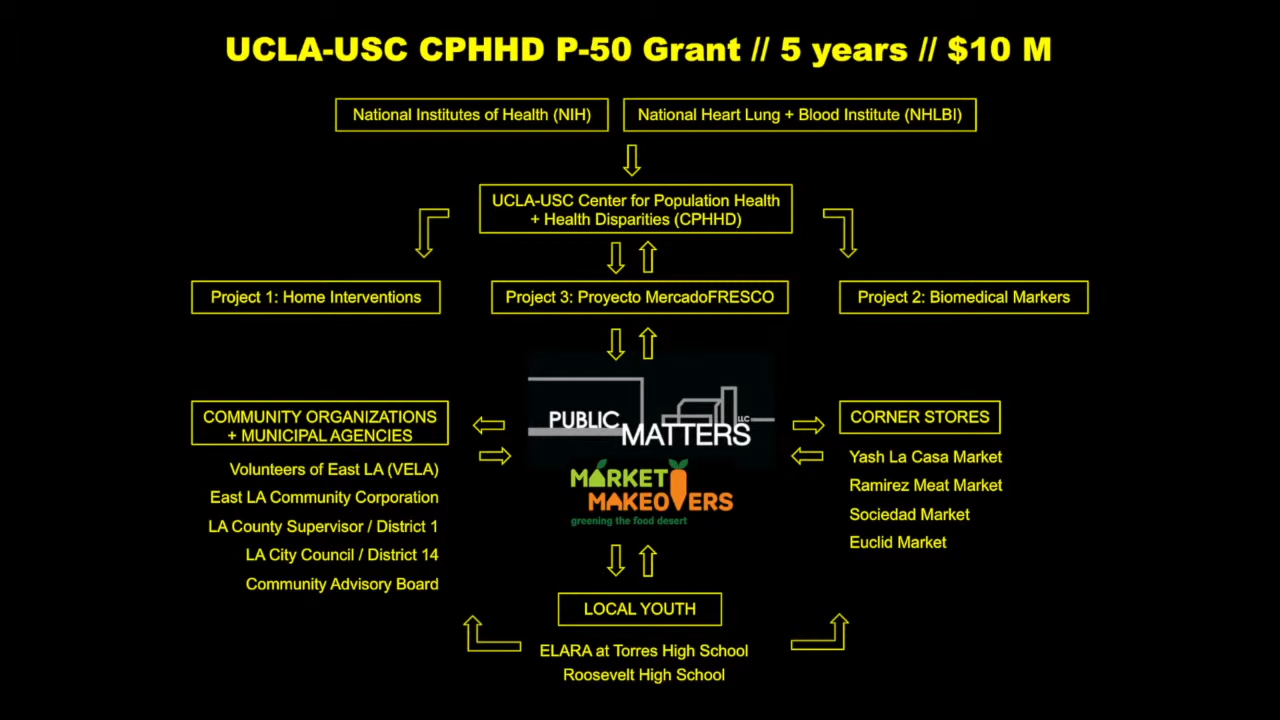 UCLA-USC CPHHD P-50 Grant // 5 years // $10 M
National Institutes of Health (NIH)
National Heart Lung + Blood Institute (NHLBI)
UCLA-USC Center for Population Health
+ Health Disparities (CPHHD)
Project 1: Home Interventions
Project 3: Proyecto MercadoFRESCO
Project 2: Biomedical Markers
PUBLIC
MATTERS
LLC
MARKET
MAKEOVERS
greening the food desert
COMMUNITY ORGANIZATIONS
+ MUNICIPAL AGENCIES
Volunteers of East LA (VELA)
East LA Community Corporation
LA County Supervisor / District 1
LA City Council / District 14
Community Advisory Board
CORNER STORES
Yash La Casa Market
Ramirez Meat Market
Sociedad Market
Euclid Market
LOCAL YOUTH
ELARA at Torres High School
Roosevelt High School